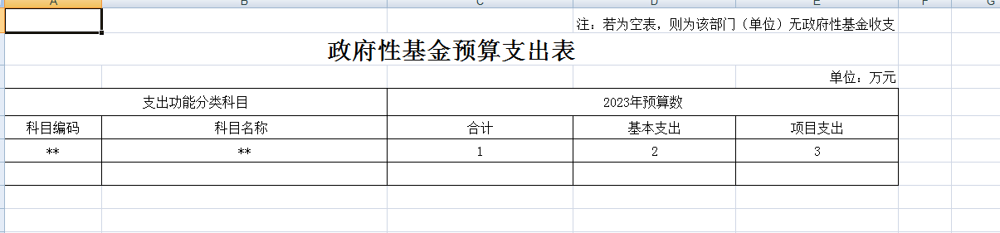 A B C D E F G
注：若为空表，则为该部门（单位）无政府性基金收支
政府性基金预算支出表
单位：万元
支出功能分类科目 2023年预算数
科目编码 科目名称 合计 基本支出 项目支出
** ** 1 2 3